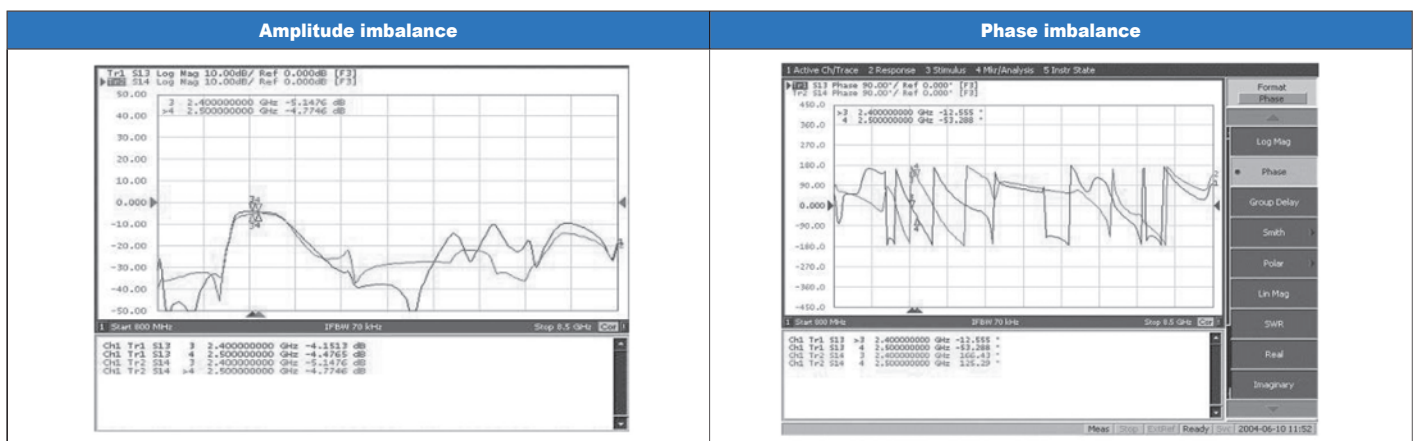 Amplitude imbalance
Tr1 S13 Log Mag 10.00dB/ Ref 0.000dB [F3]
Tr2 S14 Log Mag 10.00dB/ Ref 0.000dB [F3]
50.00
3 2.400000000 GHz -5.1476 dB
>4 2.500000000 GHz -4.7746 dB
40.00
30.00
20.00
10.00
0.000
-10.00
-20.00
-30.00
-40.00
-50.00
1 Start 800 MHz IFBW 70 kHz Stop 8.5 GHz Cor !
Ch1 Tr1 S13 3 2.400000000 GHz -4.1513 dB
Ch1 Tr1 S13 4 2.500000000 GHz -4.4765 dB
Ch1 Tr2 S14 3 2.400000000 GHz -5.1476 dB
Ch1 Tr2 S14 >4 2.500000000 GHz -4.7746 dB
Phase imbalance
1 Active Ch/Trace 2 Response 3 Stimulus 4 Mkr/Analysis 5 Instr State
Tr1 S13 Phase 90.00°/ Ref 0.000° [F3]
Tr2 S14 Phase 90.00°/ Ref 0.000° [F3]
450.0
>3 2.400000000 GHz -12.555 °
4 2.500000000 GHz -53.288 °
360.0
270.0
180.0
90.00
0.000
-90.00
-180.0
-270.0
-360.0
-450.0
1 Start 800 MHz IFBW 70 kHz Stop 8.5 GHz Cor
Ch1 Tr1 S13 >3 2.400000000 GHz -12.555 °
Ch1 Tr1 S13 4 2.500000000 GHz -53.288 °
Ch1 Tr2 S14 3 2.400000000 GHz 166.43 °
Ch1 Tr2 S14 4 2.500000000 GHz 125.29 °
Format
Phase
Log Mag
Phase
Group Delay
Smith
Polar
Lin Mag
SWR
Real
Imaginary
Meas Stop ExtRef Ready Svc 2004-06-10 11:52